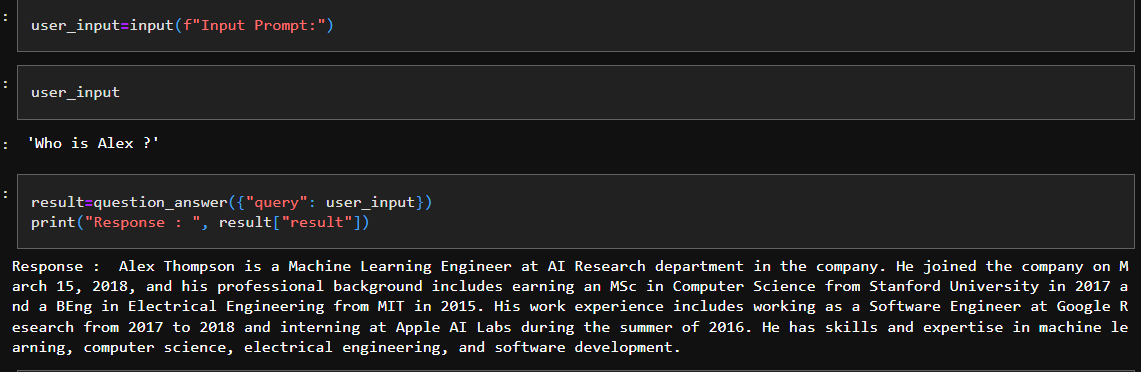 :
user_input=input(f"Input Prompt:")
:
user_input
:
'Who is Alex ?'
:
result=question_answer({"query": user_input})
print("Response : ", result["result"])
Response :  Alex Thompson is a Machine Learning Engineer at AI Research department in the company. He joined the company on M
arch 15, 2018, and his professional background includes earning an MSc in Computer Science from Stanford University in 2017 a
nd a BEng in Electrical Engineering from MIT in 2015. His work experience includes working as a Software Engineer at Google R
esearch from 2017 to 2018 and interning at Apple AI Labs during the summer of 2016. He has skills and expertise in machine le
arning, computer science, electrical engineering, and software development.